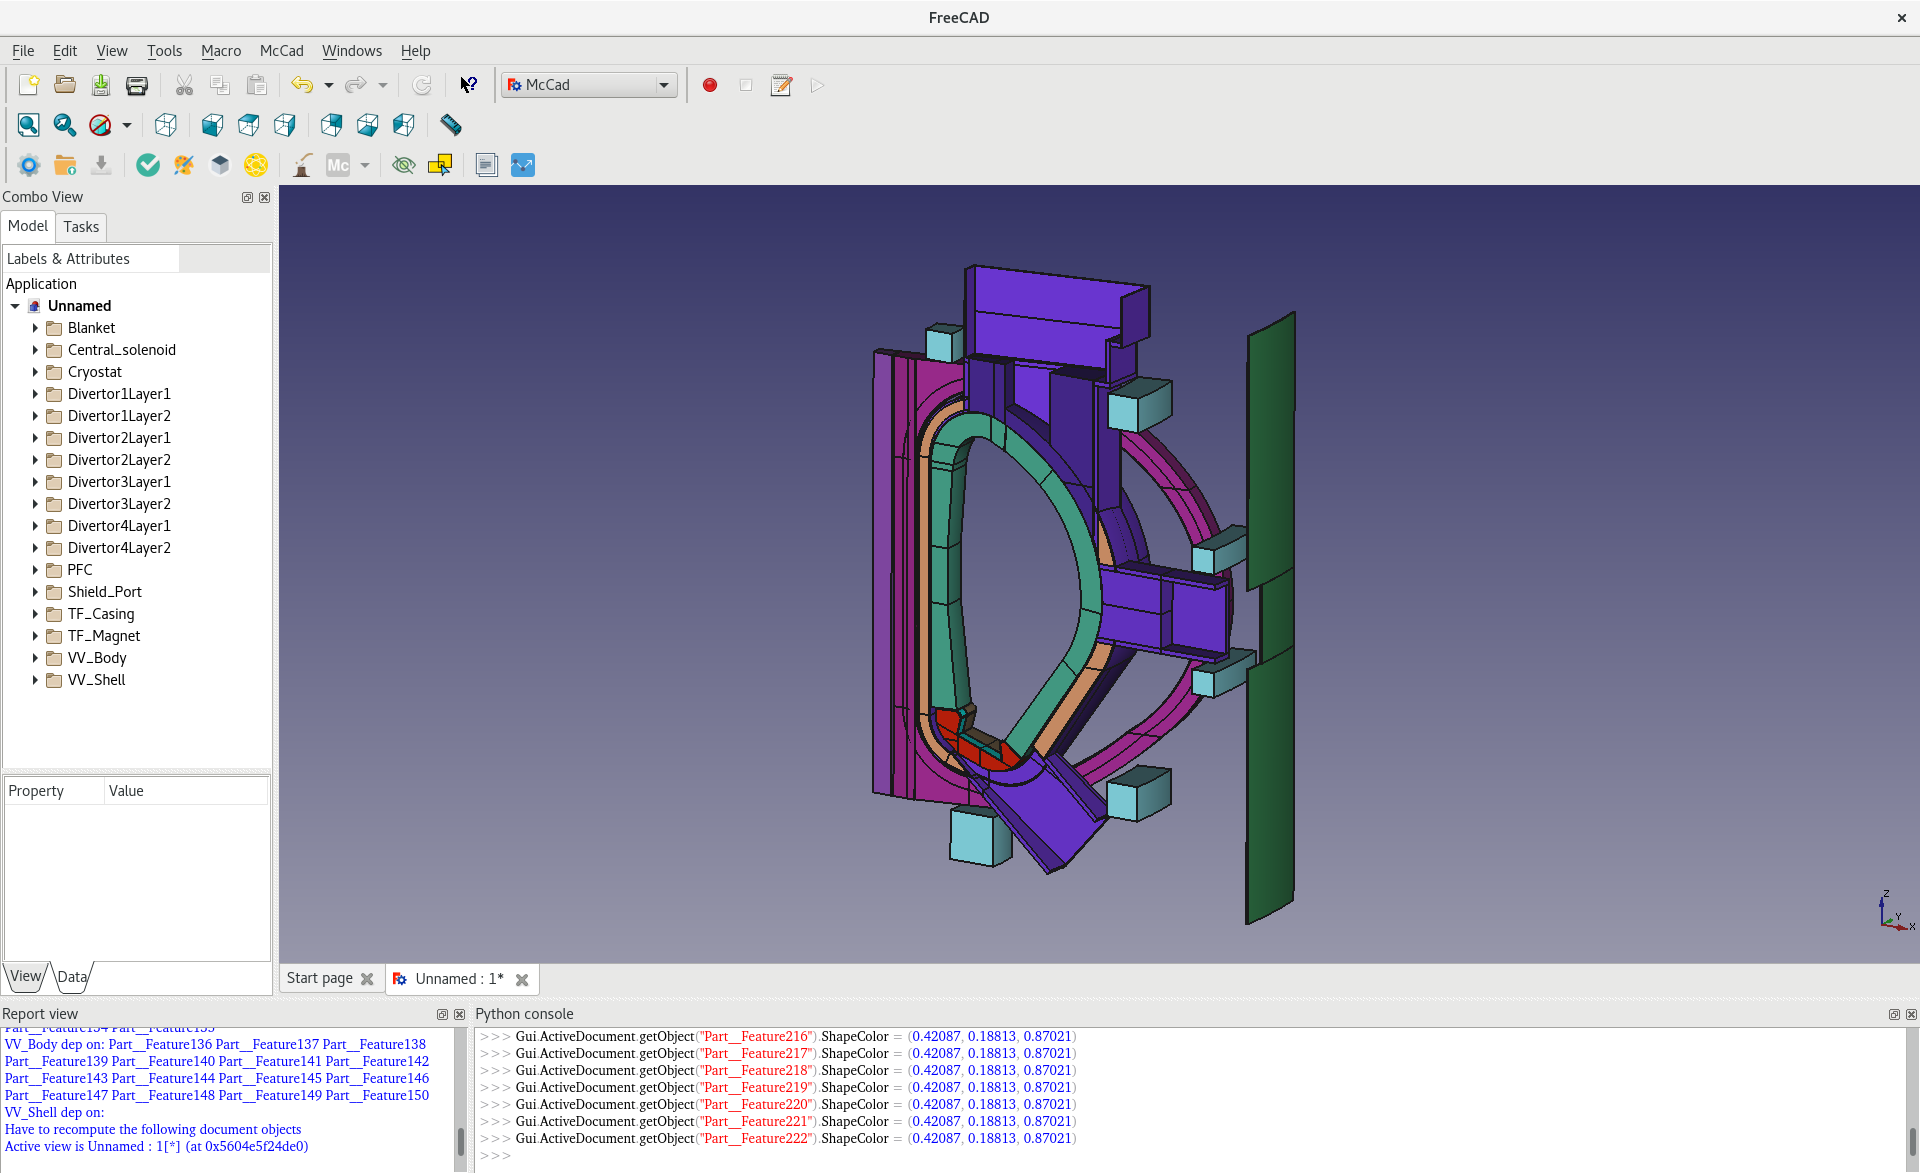 FreeCAD
File Edit View Tools Macro McCad Windows Help
McCad
Mc
Combo View
Model Tasks
Labels & Attributes
Application
Unnamed
Blanket
Central_solenoid
Cryostat
Divertor1Layer1
Divertor1Layer2
Divertor2Layer1
Divertor2Layer2
Divertor3Layer1
Divertor3Layer2
Divertor4Layer1
Divertor4Layer2
PFC
Shield_Port
TF_Casing
TF_Magnet
VV_Body
VV_Shell
Property Value
View Data
Z
Y
X
Start page Unnamed : 1*
Report view
Part__Feature134 Part__Feature135
VV_Body dep on: Part__Feature136 Part__Feature137 Part__Feature138
Part__Feature139 Part__Feature140 Part__Feature141 Part__Feature142
Part__Feature143 Part__Feature144 Part__Feature145 Part__Feature146
Part__Feature147 Part__Feature148 Part__Feature149 Part__Feature150
VV_Shell dep on:
Have to recompute the following document objects
Active view is Unnamed : 1[*] (at 0x5604e5f24de0)
Python console
>>> Gui.ActiveDocument.getObject("Part__Feature216").ShapeColor = (0.42087, 0.18813, 0.87021)
>>> Gui.ActiveDocument.getObject("Part__Feature217").ShapeColor = (0.42087, 0.18813, 0.87021)
>>> Gui.ActiveDocument.getObject("Part__Feature218").ShapeColor = (0.42087, 0.18813, 0.87021)
>>> Gui.ActiveDocument.getObject("Part__Feature219").ShapeColor = (0.42087, 0.18813, 0.87021)
>>> Gui.ActiveDocument.getObject("Part__Feature220").ShapeColor = (0.42087, 0.18813, 0.87021)
>>> Gui.ActiveDocument.getObject("Part__Feature221").ShapeColor = (0.42087, 0.18813, 0.87021)
>>> Gui.ActiveDocument.getObject("Part__Feature222").ShapeColor = (0.42087, 0.18813, 0.87021)
>>>